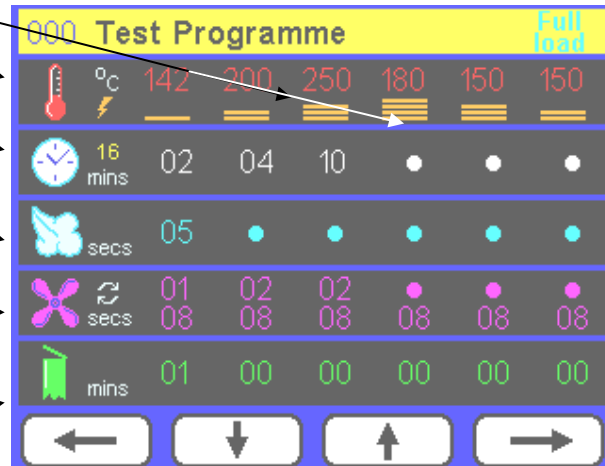 000 Test Programme Full load
°C 142 200 250 180 150 150
16 mins 02 04 10
secs 05
secs 01 02 02
08 08 08 08 08 08
mins 01 00 00 00 00 00